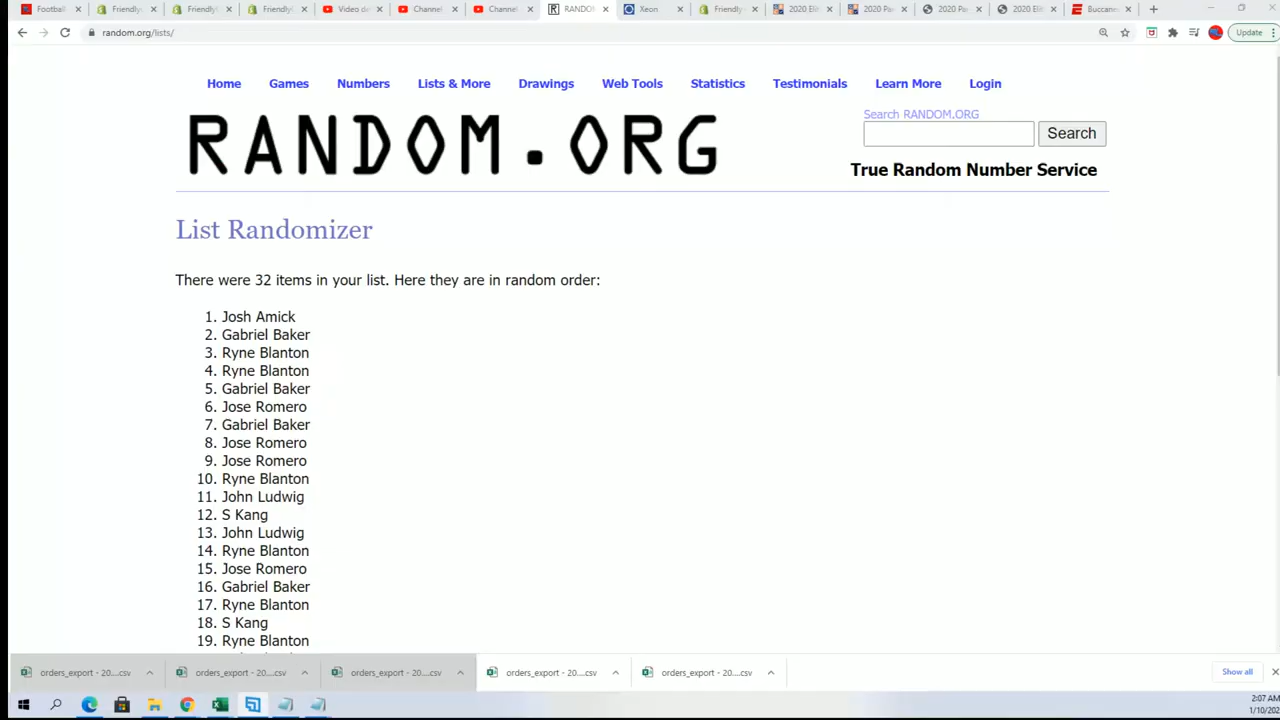 Football
Friendly
Friendly
Friendly
Video de
Channel
Channel
RANDO
Xeon
Friendly
2020 Elit
2020 Pa
2020 Pa
2020 Elit
Buccane
random.org/lists/
Update
Home Games Numbers Lists & More Drawings Web Tools Statistics Testimonials Learn More Login
RANDOM.ORG
Search RANDOM.ORG
Search
True Random Number Service
List Randomizer
There were 32 items in your list. Here they are in random order:
1. Josh Amick
2. Gabriel Baker
3. Ryne Blanton
4. Ryne Blanton
5. Gabriel Baker
6. Jose Romero
7. Gabriel Baker
8. Jose Romero
9. Jose Romero
10. Ryne Blanton
11. John Ludwig
12. S Kang
13. John Ludwig
14. Ryne Blanton
15. Jose Romero
16. Gabriel Baker
17. Ryne Blanton
18. S Kang
19. Ryne Blanton
orders_export - 20....csv
orders_export - 20....csv
orders_export - 20....csv
orders_export - 20....csv
orders_export - 20....csv
Show all
2:07 AM
1/10/202